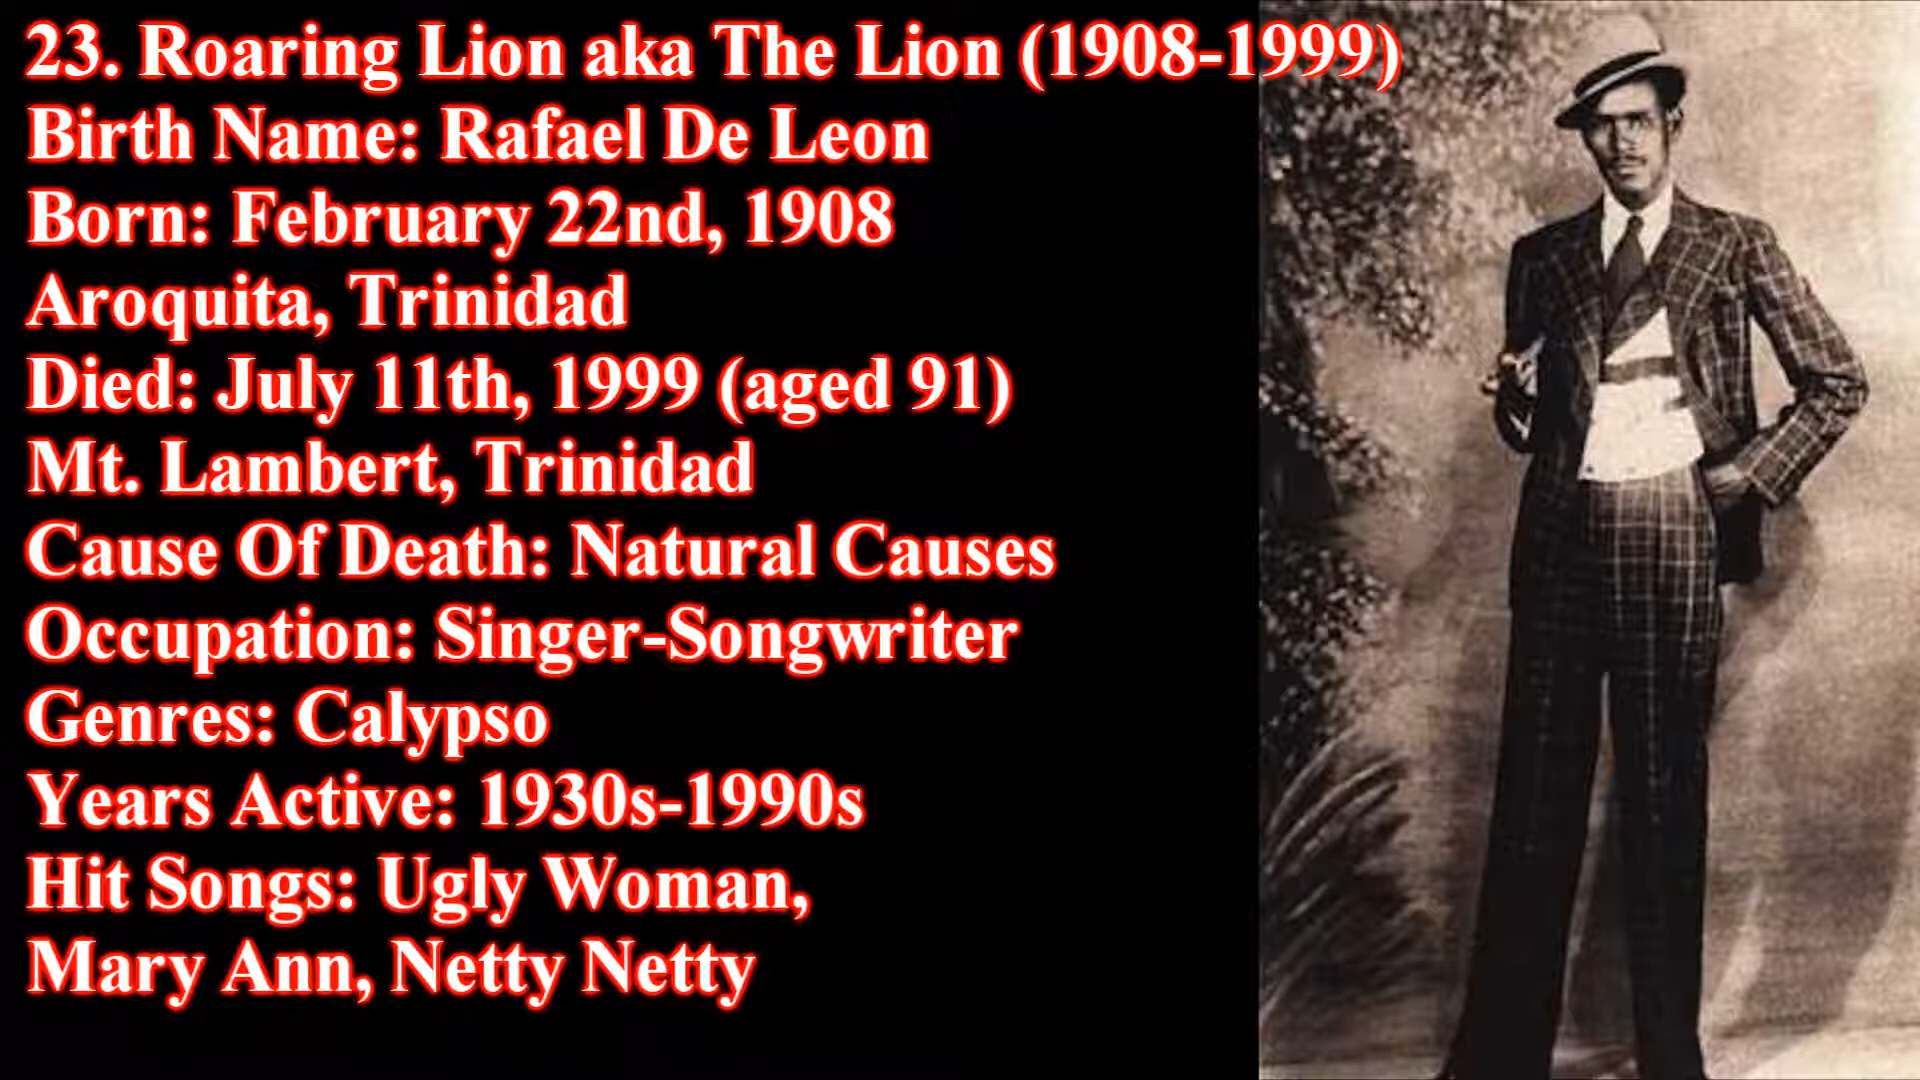 23. Roaring Lion aka The Lion (1908-1999)
Birth Name: Rafael De Leon
Born: February 22nd, 1908
Aroquita, Trinidad
Died: July 11th, 1999 (aged 91)
Mt. Lambert, Trinidad
Cause Of Death: Natural Causes
Occupation: Singer-Songwriter
Genres: Calypso
Years Active: 1930s-1990s
Hit Songs: Ugly Woman,
Mary Ann, Netty Netty